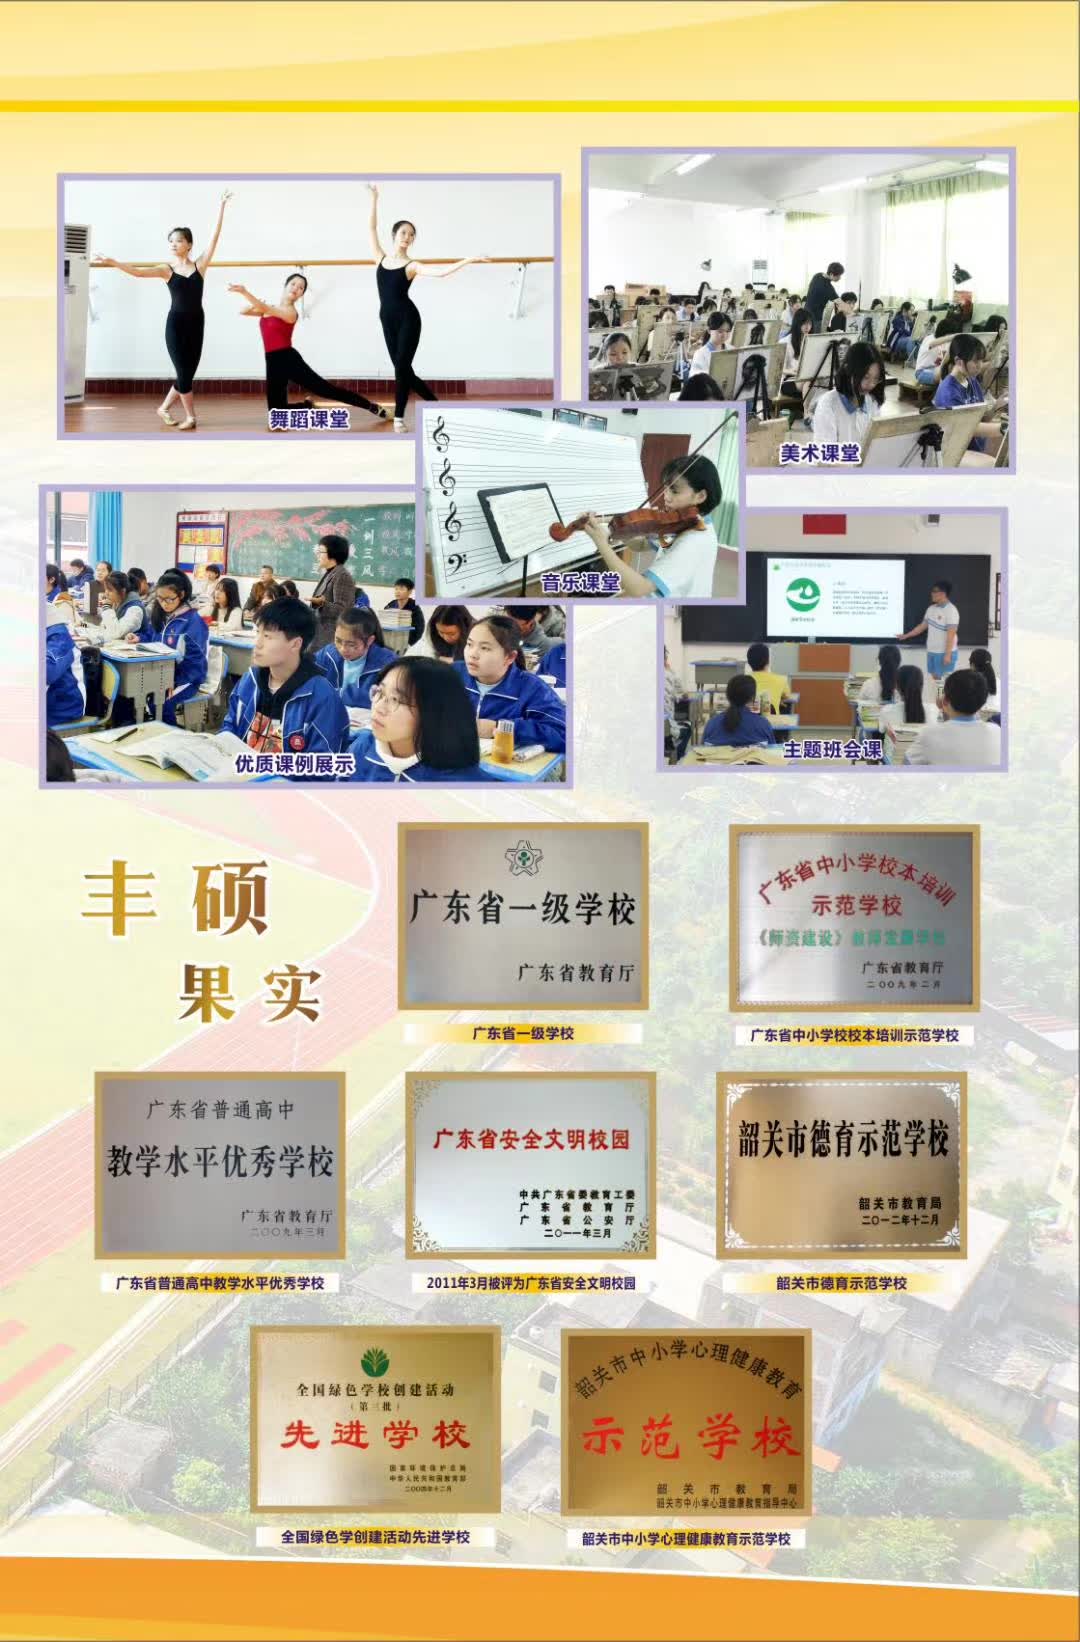 舞蹈课堂
美术课堂
音乐课堂
优质课例展示
主题班会课
丰硕
果实
广东省一级学校
广东省教育厅
广东省一级学校
广东省中小学校本培训
示范学校
《师资建设》
广东省教育厅
二〇〇九年二月
广东省中小学校校本培训示范学校
广东省普通高中
教学水平优秀学校
广东省教育厅
二〇〇九年三月
广东省普通高中教学水平优秀学校
广东省安全文明校园
中共广东省委教育工委
广东省教育厅
广东省公安厅
二〇一一年三月
2011年3月被评为广东省安全文明校园
韶关市德育示范学校
韶关市教育局
二〇一二年十二月
韶关市德育示范学校
全国绿色学校创建活动
（第三批）
先进学校
国家环境保护总局
中华人民共和国教育部
二〇〇四年十二月
全国绿色学创建活动先进学校
韶关市中小学心理健康教育
示范学校
韶关市教育局
韶关市中小学心理健康教育指导中心
韶关市中小学心理健康教育示范学校